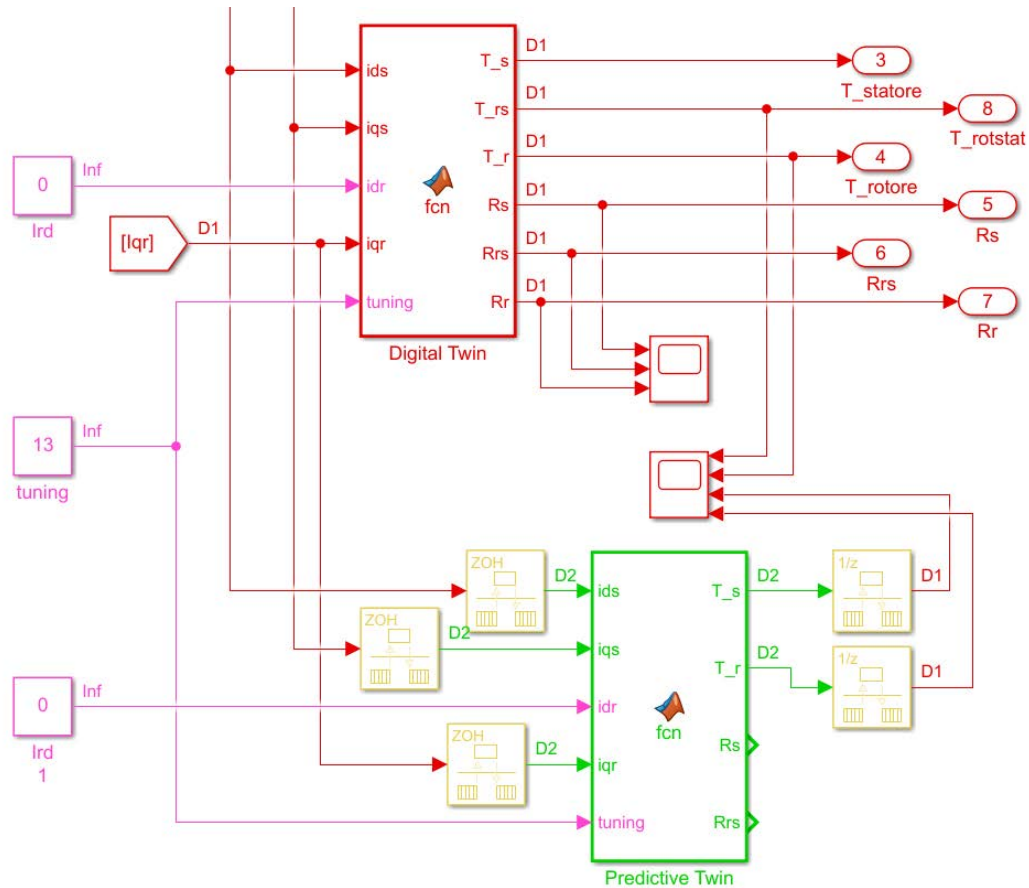 D1
T_s
3
T_statore
ids
D1
T_rs
8
T_rotstat
iqs
D1
T_r
4
T_rotore
0
Inf
Ird
idr
fcn
D1
Rs
5
Rs
[Iqr]
D1
iqr
D1
Rrs
6
Rrs
tuning
D1
Rr
7
Rr
Digital Twin
13
Inf
tuning
ZOH
D2
ids
T_s
D2
1/z
D1
ZOH
D2
iqs
T_r
D2
1/z
D1
0
Inf
Ird
1
idr
fcn
ZOH
D2
iqr
Rs
tuning
Rrs
Predictive Twin